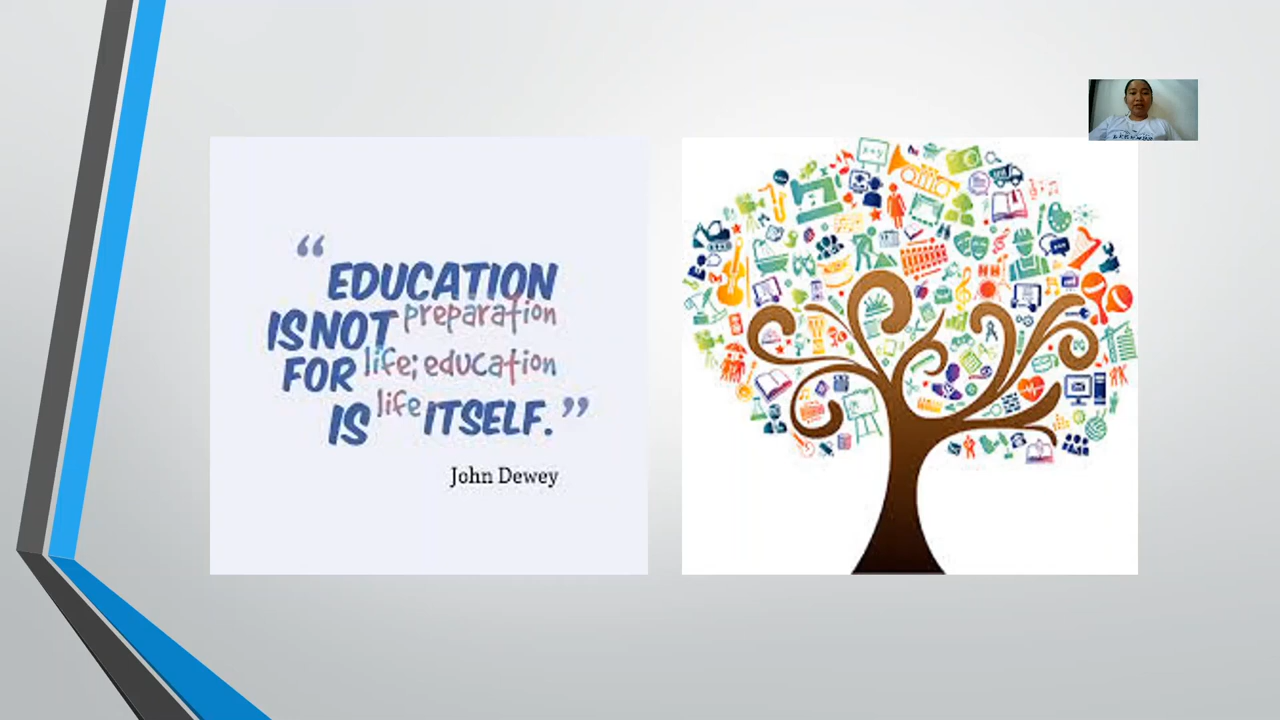 “ EDUCATION
IS NOT preparation
FOR life; education
IS life ITSELF. ”
John Dewey